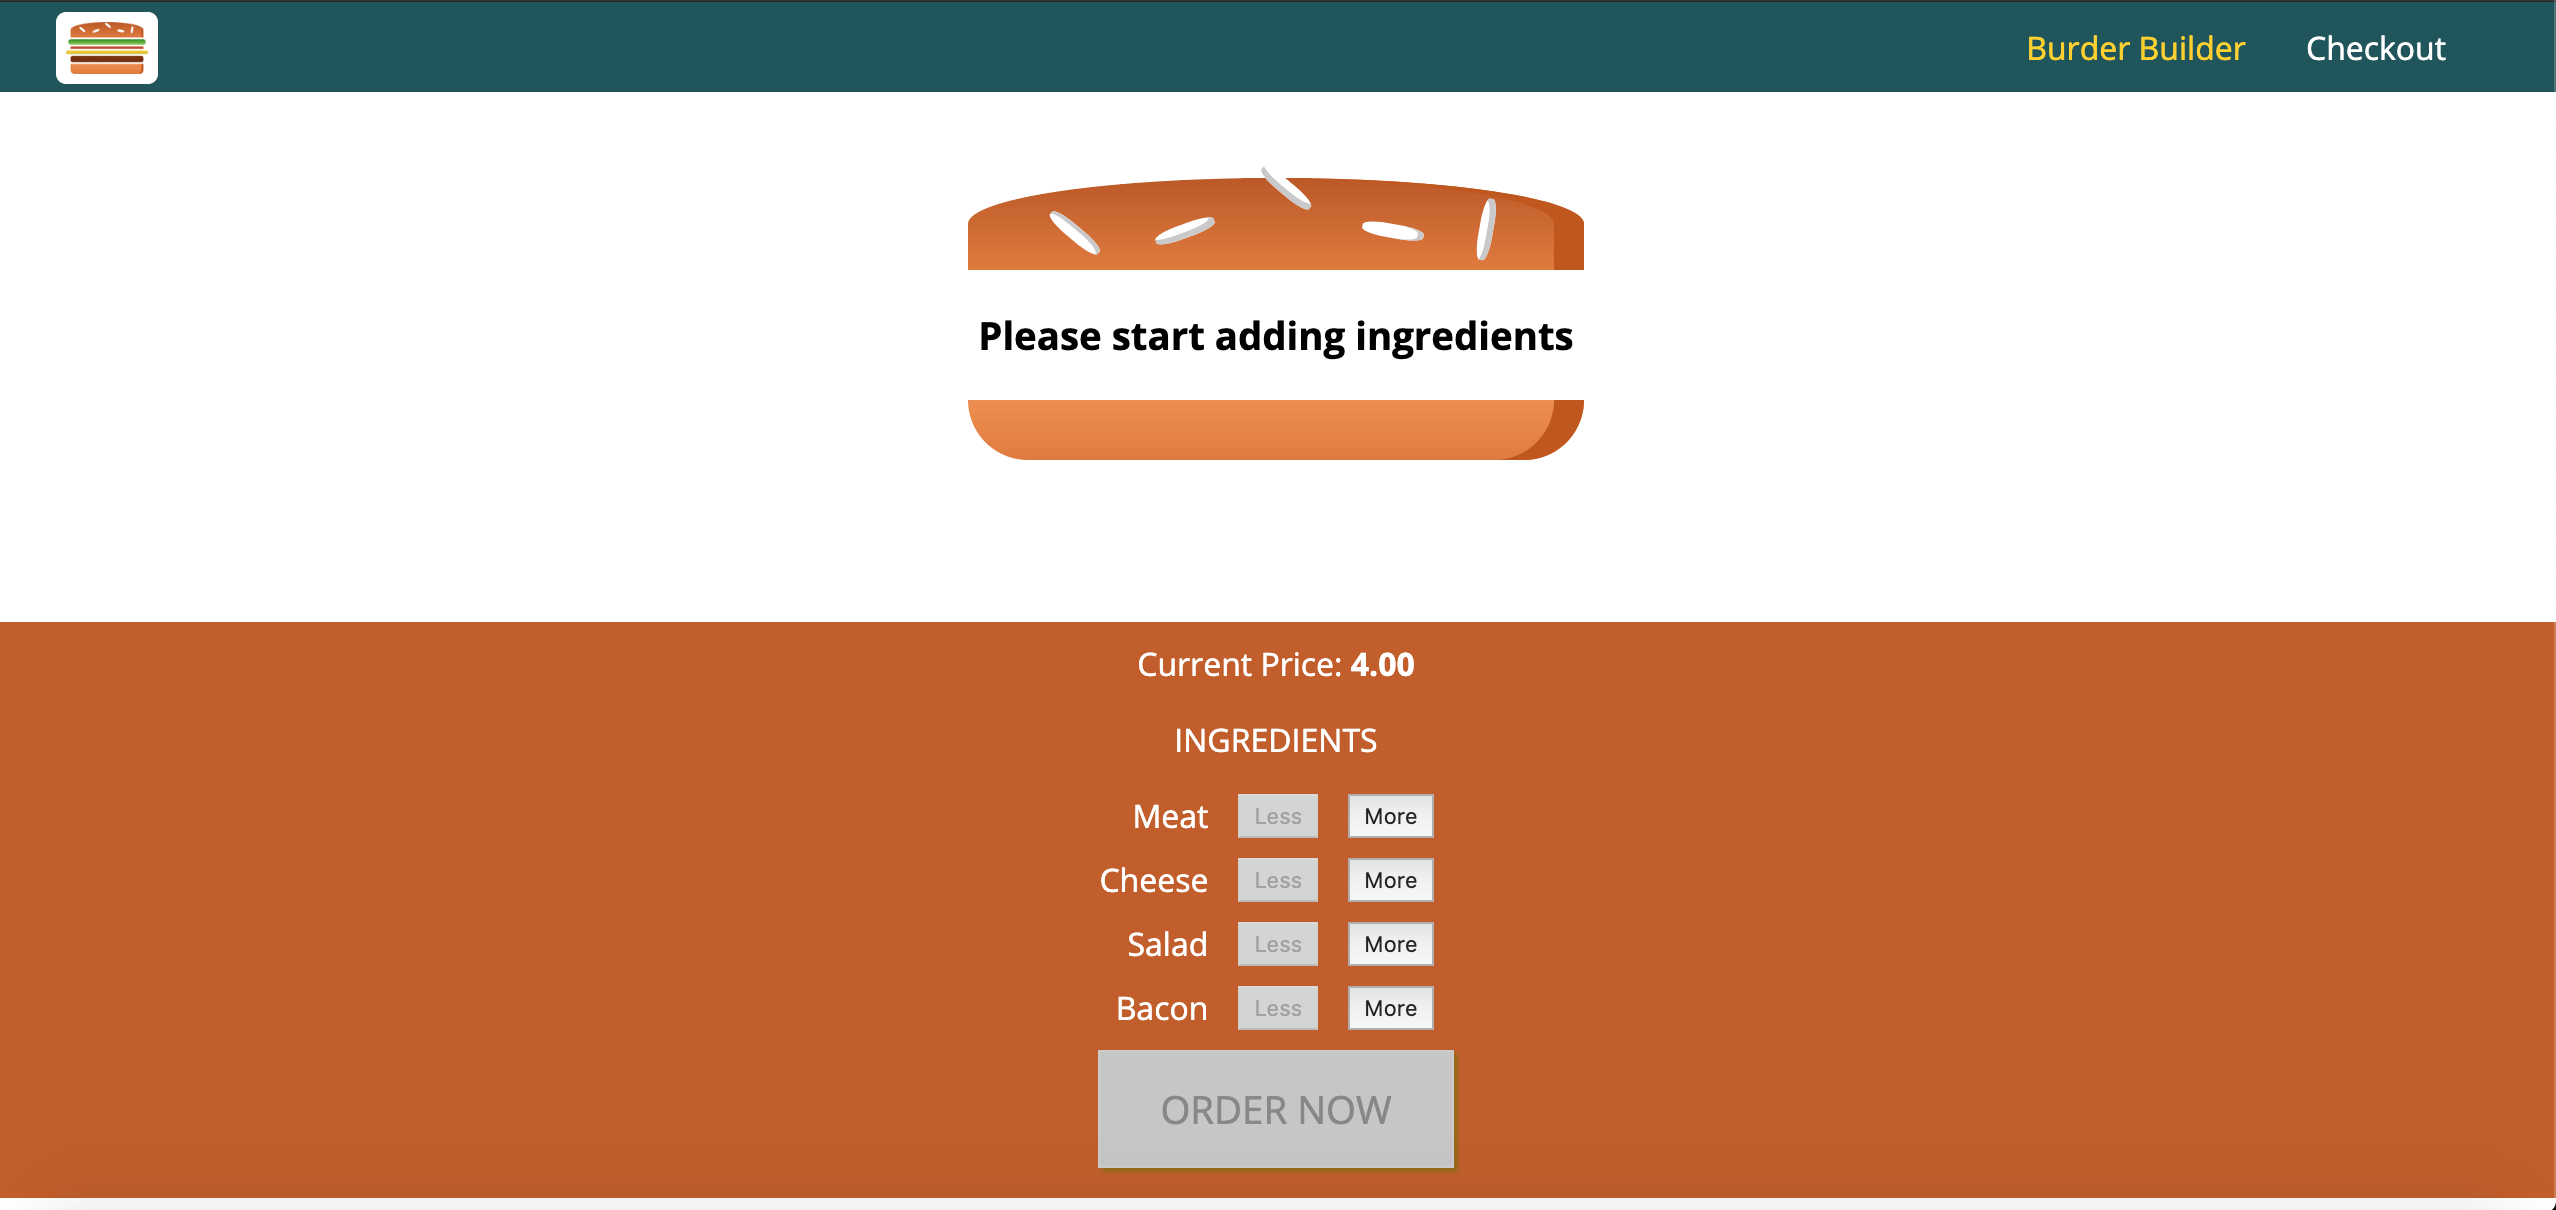 Burder Builder Checkout
Please start adding ingredients
Current Price: 4.00
INGREDIENTS
Meat Less More
Cheese Less More
Salad Less More
Bacon Less More
ORDER NOW